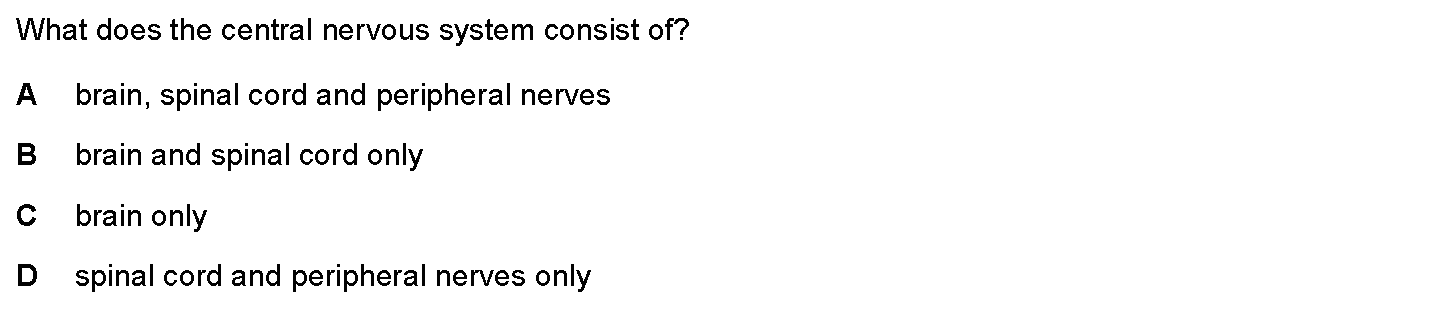 What does the central nervous system consist of?
A brain, spinal cord and peripheral nerves
B brain and spinal cord only
C brain only
D spinal cord and peripheral nerves only